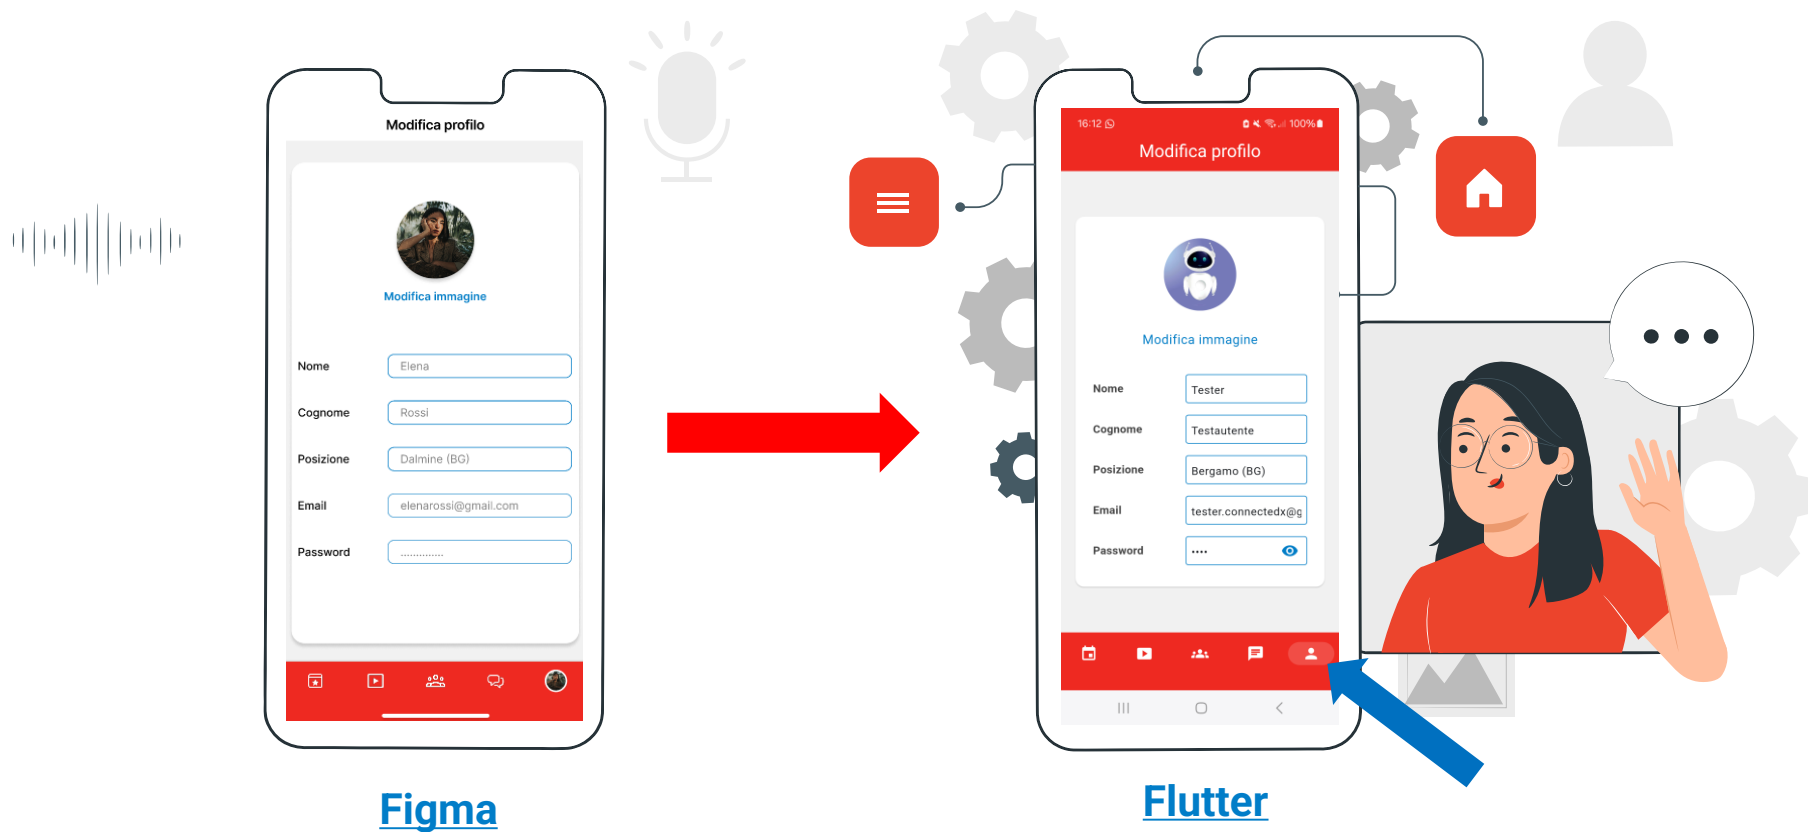 Modifica profilo
Modifica immagine
Nome
Elena
Cognome
Rossi
Posizione
Dalmine (BG)
Email
elenarossi@gmail.com
Password
..............
Figma
16:12
100%
Modifica profilo
Modifica immagine
Nome
Tester
Cognome
Testautente
Posizione
Bergamo (BG)
Email
tester.connectedx@g
Password
••••
Flutter